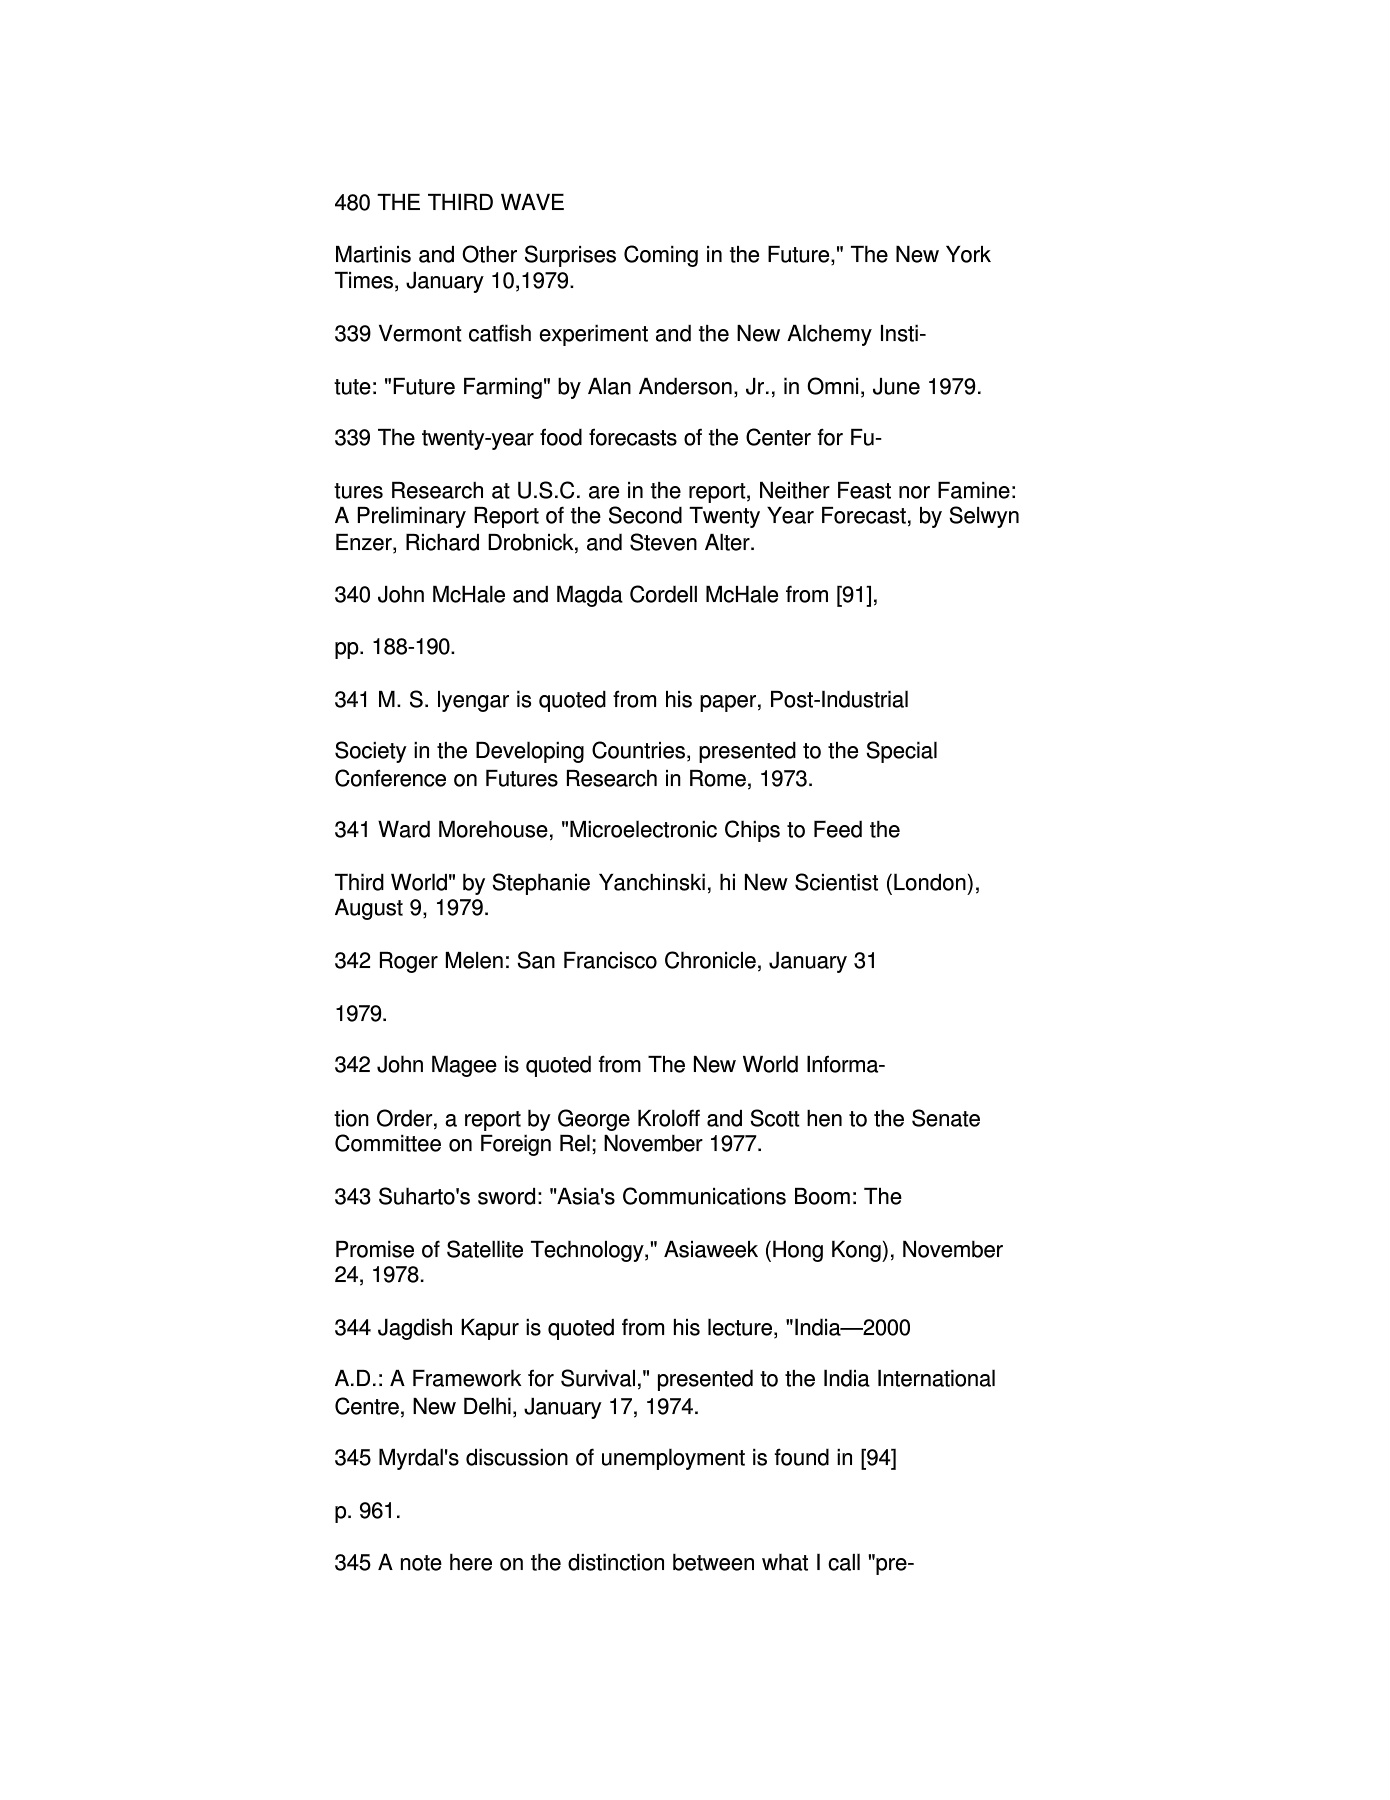 480 THE THIRD WAVE
Martinis and Other Surprises Coming in the Future," The New York
Times, January 10,1979.
339 Vermont catfish experiment and the New Alchemy Insti-
tute: "Future Farming" by Alan Anderson, Jr., in Omni, June 1979.
339 The twenty-year food forecasts of the Center for Fu-
tures Research at U.S.C. are in the report, Neither Feast nor Famine:
A Preliminary Report of the Second Twenty Year Forecast, by Selwyn
Enzer, Richard Drobnick, and Steven Alter.
340 John McHale and Magda Cordell McHale from [91],
pp. 188-190.
341 M. S. lyengar is quoted from his paper, Post-Industrial
Society in the Developing Countries, presented to the Special
Conference on Futures Research in Rome, 1973.
341 Ward Morehouse, "Microelectronic Chips to Feed the
Third World" by Stephanie Yanchinski, hi New Scientist (London),
August 9, 1979.
342 Roger Melen: San Francisco Chronicle, January 31
1979.
342 John Magee is quoted from The New World Informa-
tion Order, a report by George Kroloff and Scott hen to the Senate
Committee on Foreign Rel; November 1977.
343 Suharto's sword: "Asia's Communications Boom: The
Promise of Satellite Technology," Asiaweek (Hong Kong), November
24, 1978.
344 Jagdish Kapur is quoted from his lecture, "India—2000
A.D.: A Framework for Survival," presented to the India International
Centre, New Delhi, January 17, 1974.
345 Myrdal's discussion of unemployment is found in [94]
p. 961.
345 A note here on the distinction between what I call "pre-